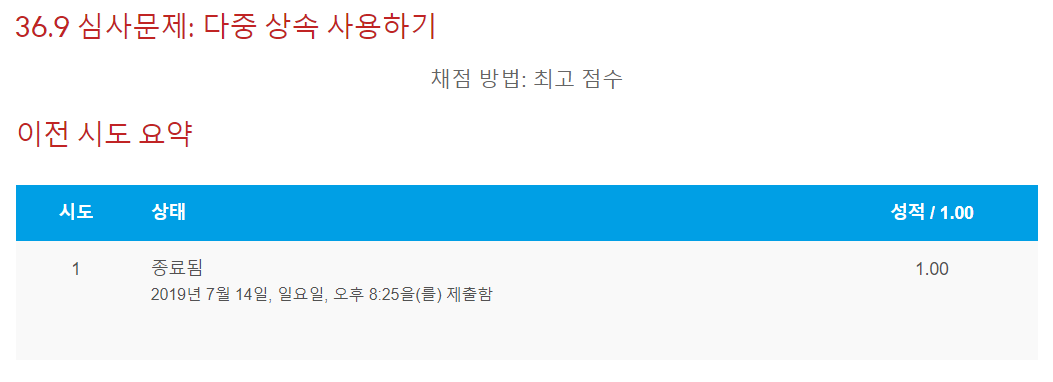 36.9 심사문제: 다중 상속 사용하기
채점 방법: 최고 점수
이전 시도 요약
시도 상태 성적 / 1.00
1 종료됨 1.00
2019년 7월 14일, 일요일, 오후 8:25을(를) 제출함